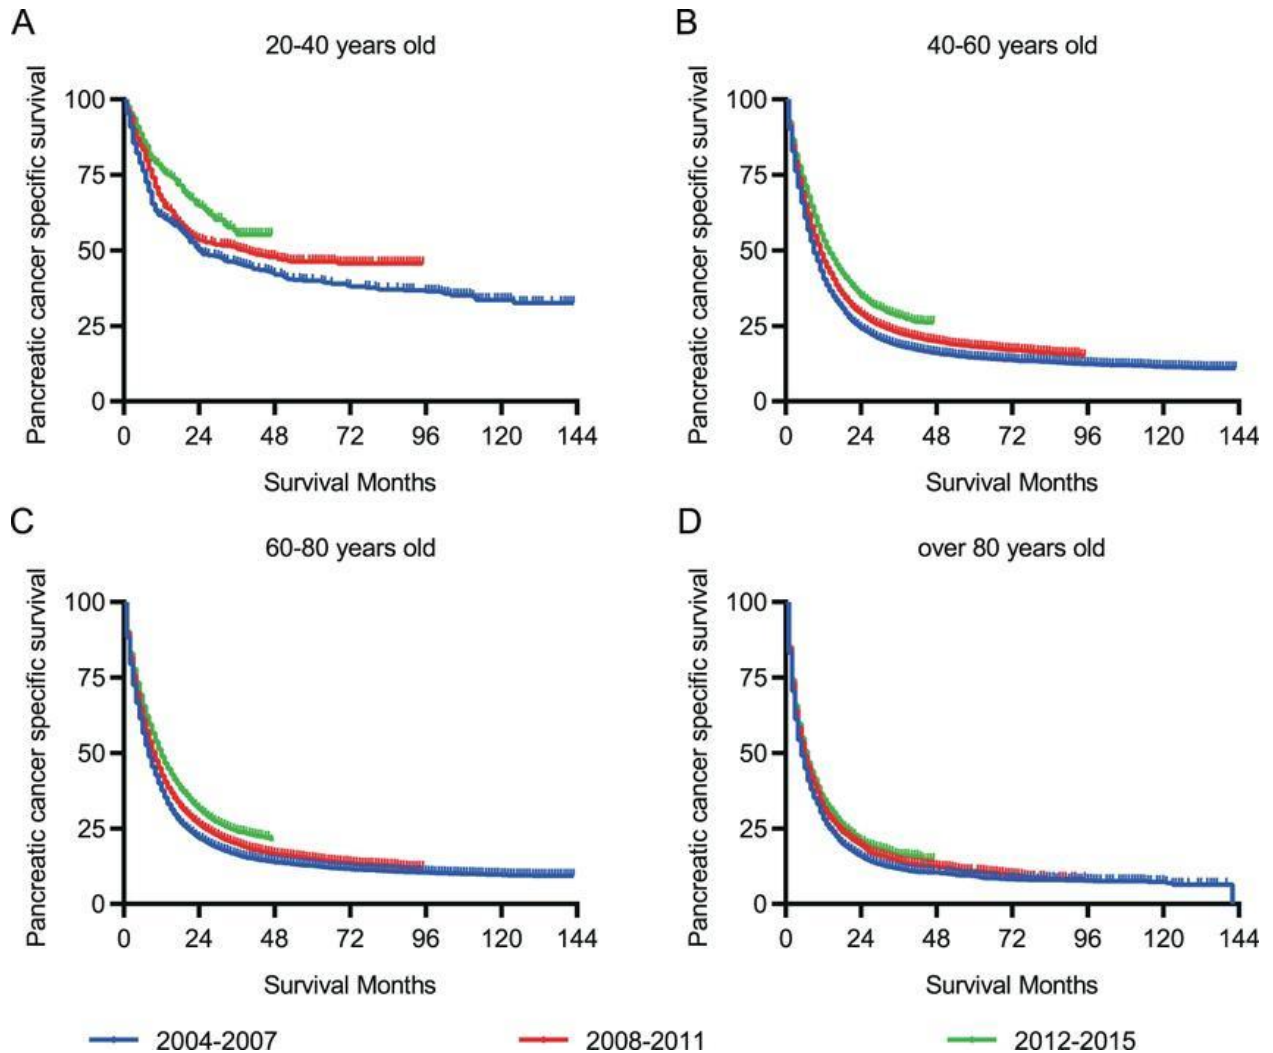 A
20-40 years old
Pancreatic cancer specific survival
100
75
50
25
0
0 24 48 72 96 120 144
Survival Months
B
40-60 years old
Pancreatic cancer specific survival
100
75
50
25
0
0 24 48 72 96 120 144
Survival Months
C
60-80 years old
Pancreatic cancer specific survival
100
75
50
25
0
0 24 48 72 96 120 144
Survival Months
D
over 80 years old
Pancreatic cancer specific survival
100
75
50
25
0
0 24 48 72 96 120 144
Survival Months
2004-2007 2008-2011 2012-2015